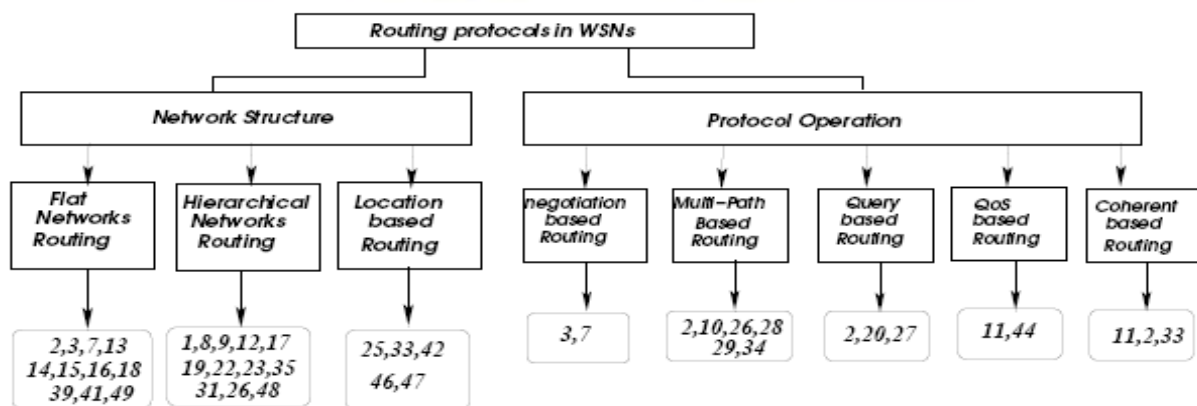 Routing protocols in WSNs
Network Structure
Protocol Operation
Flat
Networks
Routing
Hierarchical
Networks
Routing
Location
based
Routing
negotiation
based
Routing
Multi-Path
Based
Routing
Query
based
Routing
QoS
based
Routing
Coherent
based
Routing
2,3,7,13
14,15,16,18
39,41,49
1,8,9,12,17
19,22,23,35
31,26,48
25,33,42
46,47
3,7
2,10,26,28
29,34
2,20,27
11,44
11,2,33